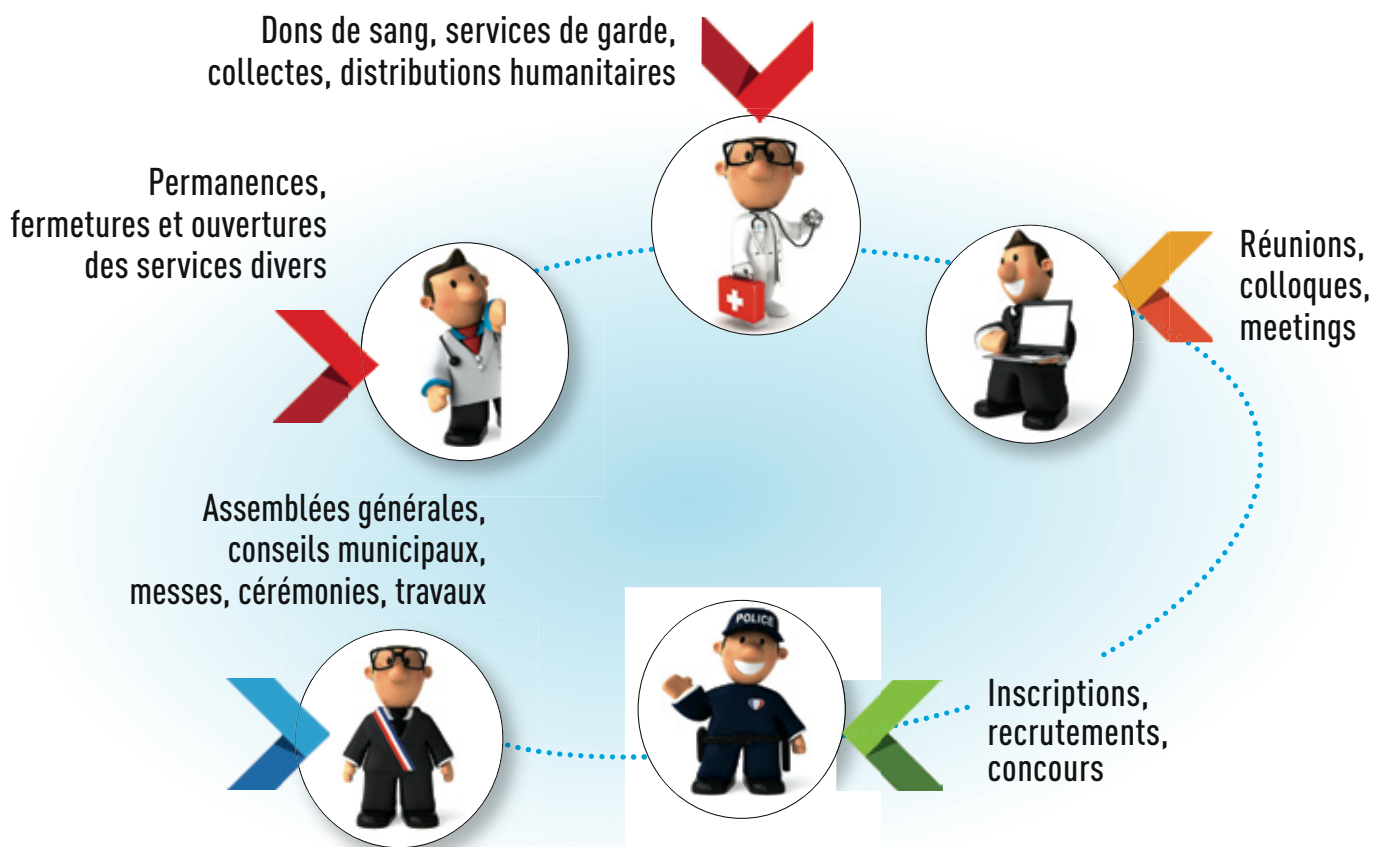 Dons de sang, services de garde,
collectes, distributions humanitaires
Permanences,
fermetures et ouvertures
des services divers
Réunions,
colloques,
meetings
Assemblées générales,
conseils municipaux,
messes, cérémonies, travaux
POLICE
Inscriptions,
recrutements,
concours